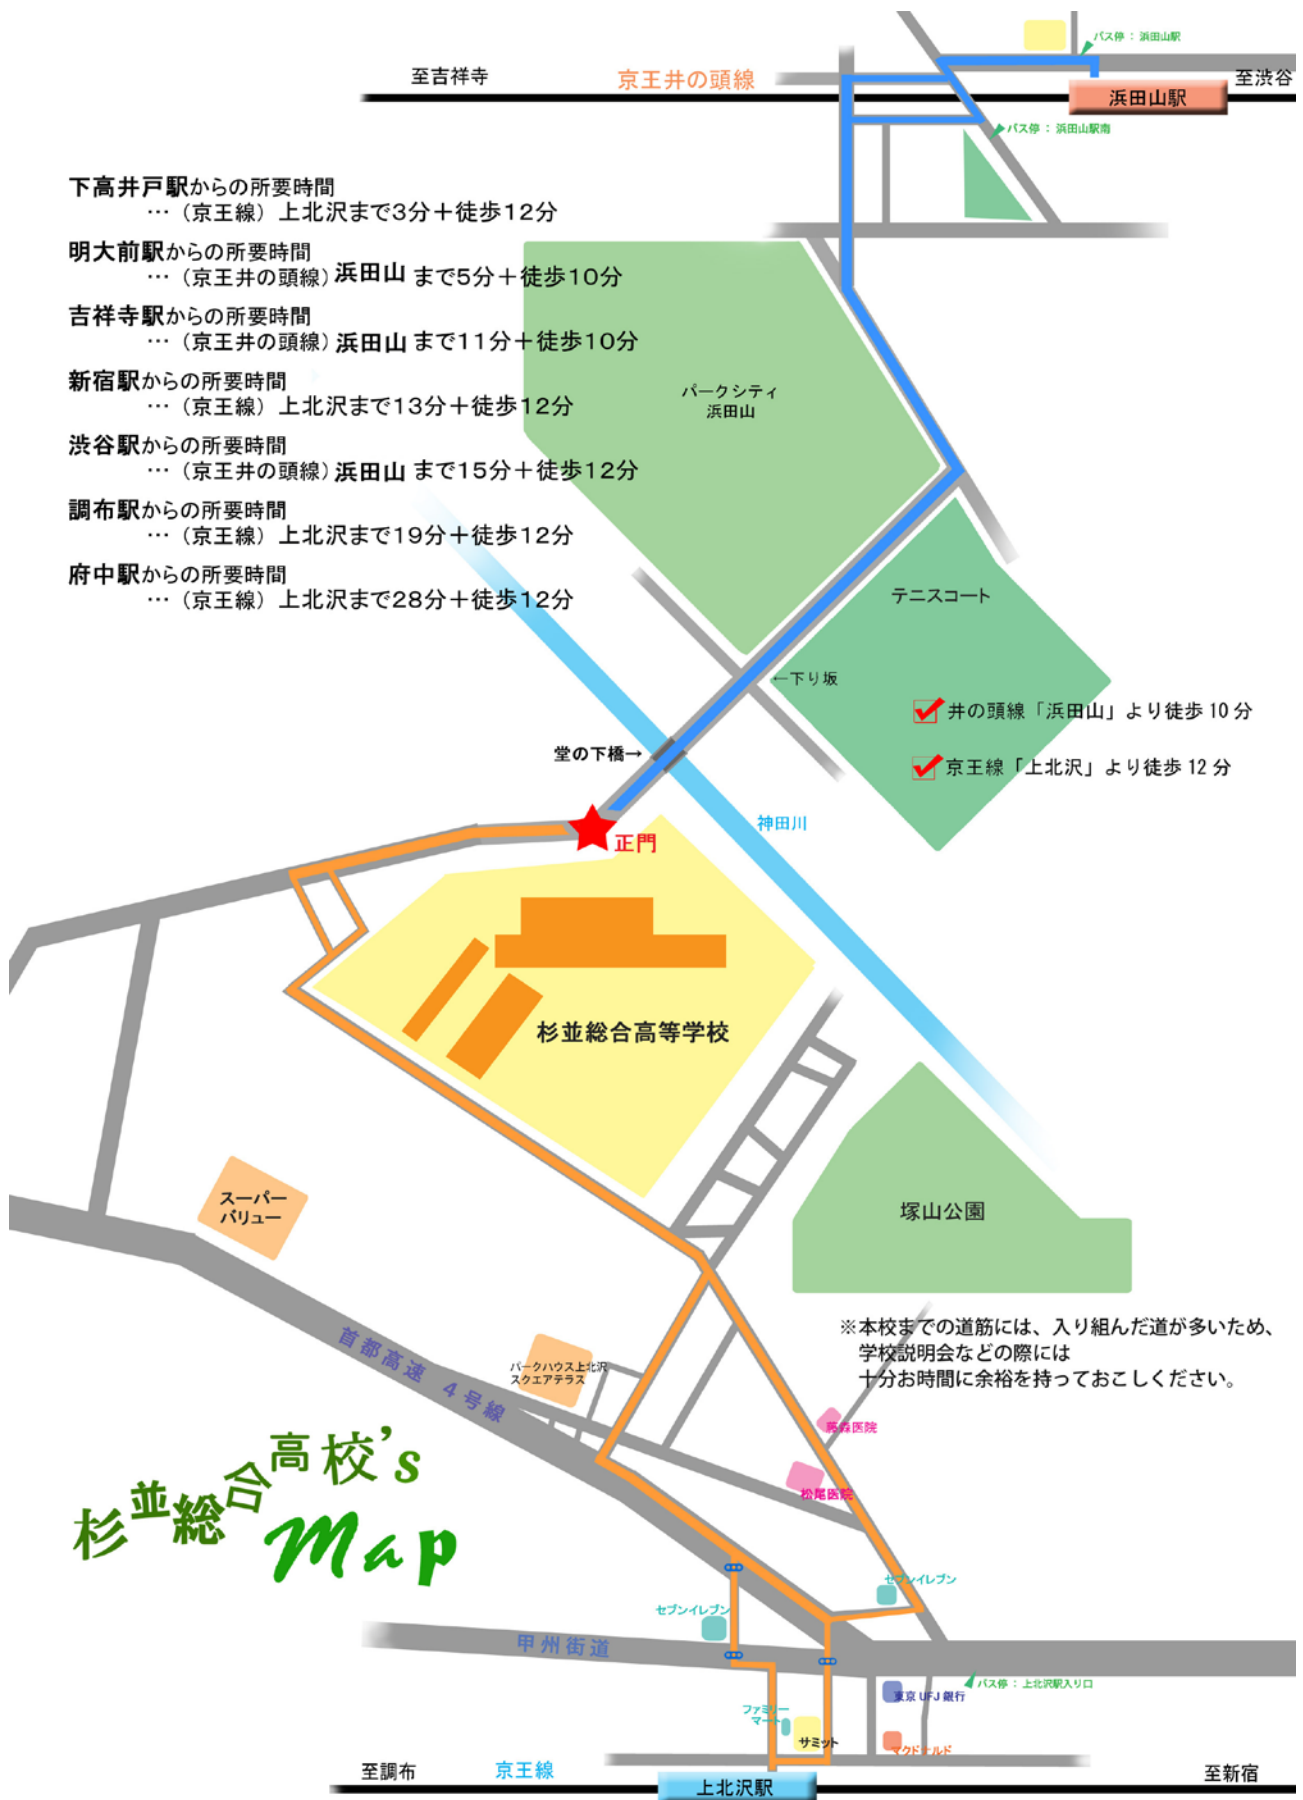 バス停：浜田山駅
至吉祥寺
京王井の頭線
至渋谷
浜田山駅
バス停：浜田山駅南
下高井戸駅からの所要時間
…（京王線）上北沢まで3分＋徒歩12分
明大前駅からの所要時間
…（京王井の頭線）浜田山 まで5分＋徒歩10分
吉祥寺駅からの所要時間
…（京王井の頭線）浜田山 まで11分＋徒歩10分
新宿駅からの所要時間
…（京王線）上北沢まで13分＋徒歩12分
渋谷駅からの所要時間
…（京王井の頭線）浜田山 まで15分＋徒歩12分
調布駅からの所要時間
…（京王線）上北沢まで19分＋徒歩12分
府中駅からの所要時間
…（京王線）上北沢まで28分＋徒歩12分
パークシティ
浜田山
テニスコート
←下り坂
井の頭線「浜田山」より徒歩 10 分
京王線「上北沢」より徒歩 12 分
堂の下橋→
神田川
正門
杉並総合高等学校
スーパー
バリュー
塚山公園
※本校までの道筋には、入り組んだ道が多いため、
学校説明会などの際には
十分お時間に余裕を持っておこしください。
首都高速 4号線
パークハウス上北沢
スクエアテラス
藤森医院
松尾医院
杉並総合高校's
Map
セブンイレブン
セブンイレブン
甲州街道
バス停：上北沢駅入り口
東京 UFJ 銀行
ファミリー
マート
サミット
マクドナルド
至調布
京王線
上北沢駅
至新宿